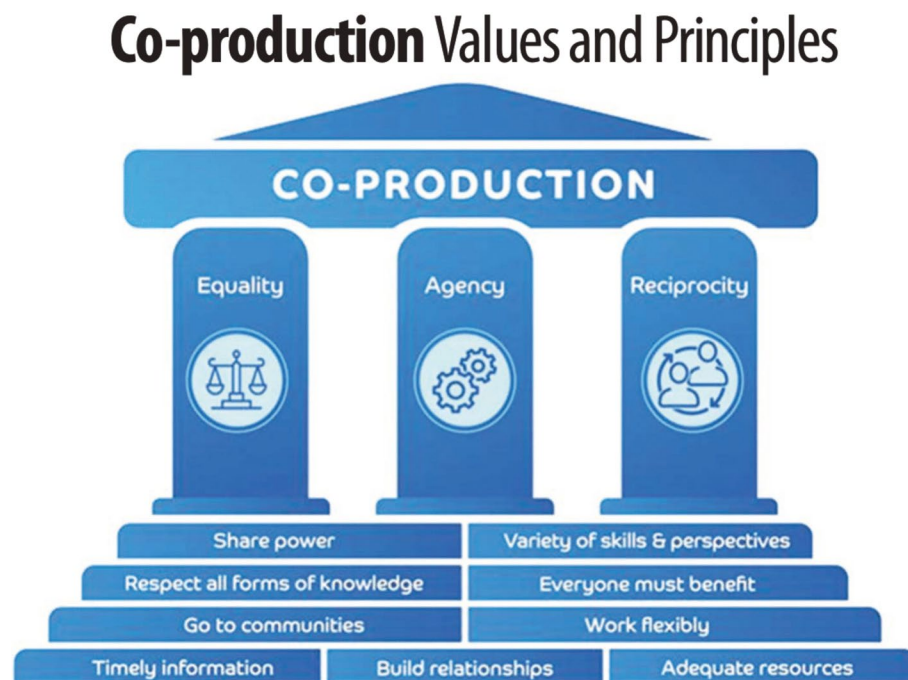 Co-production Values and Principles
CO-PRODUCTION
Equality
Agency
Reciprocity
Share power
Variety of skills & perspectives
Respect all forms of knowledge
Everyone must benefit
Go to communities
Work flexibly
Timely information
Build relationships
Adequate resources